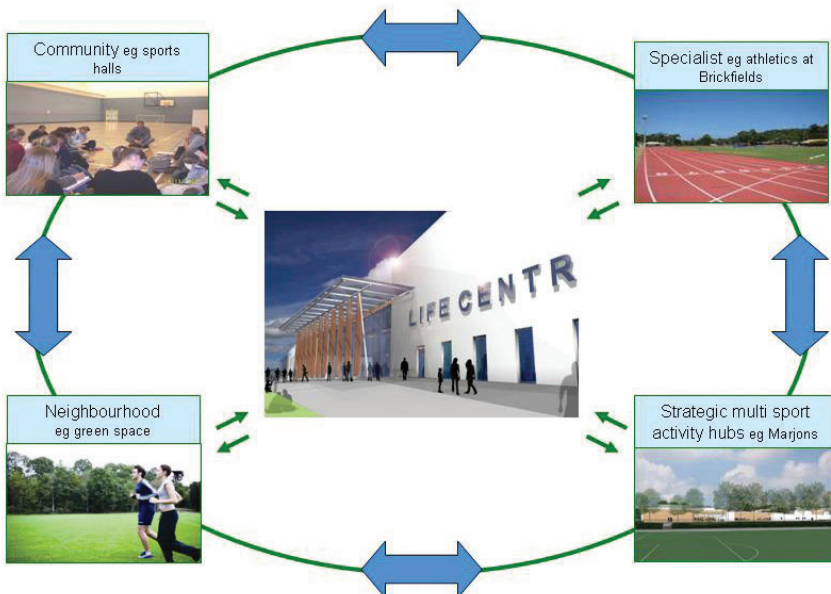 Community eg sports
halls
Specialist eg athletics at
Brickfields
LIFE CENTR
Neighbourhood
eg green space
Strategic multi sport
activity hubs eg Marjons